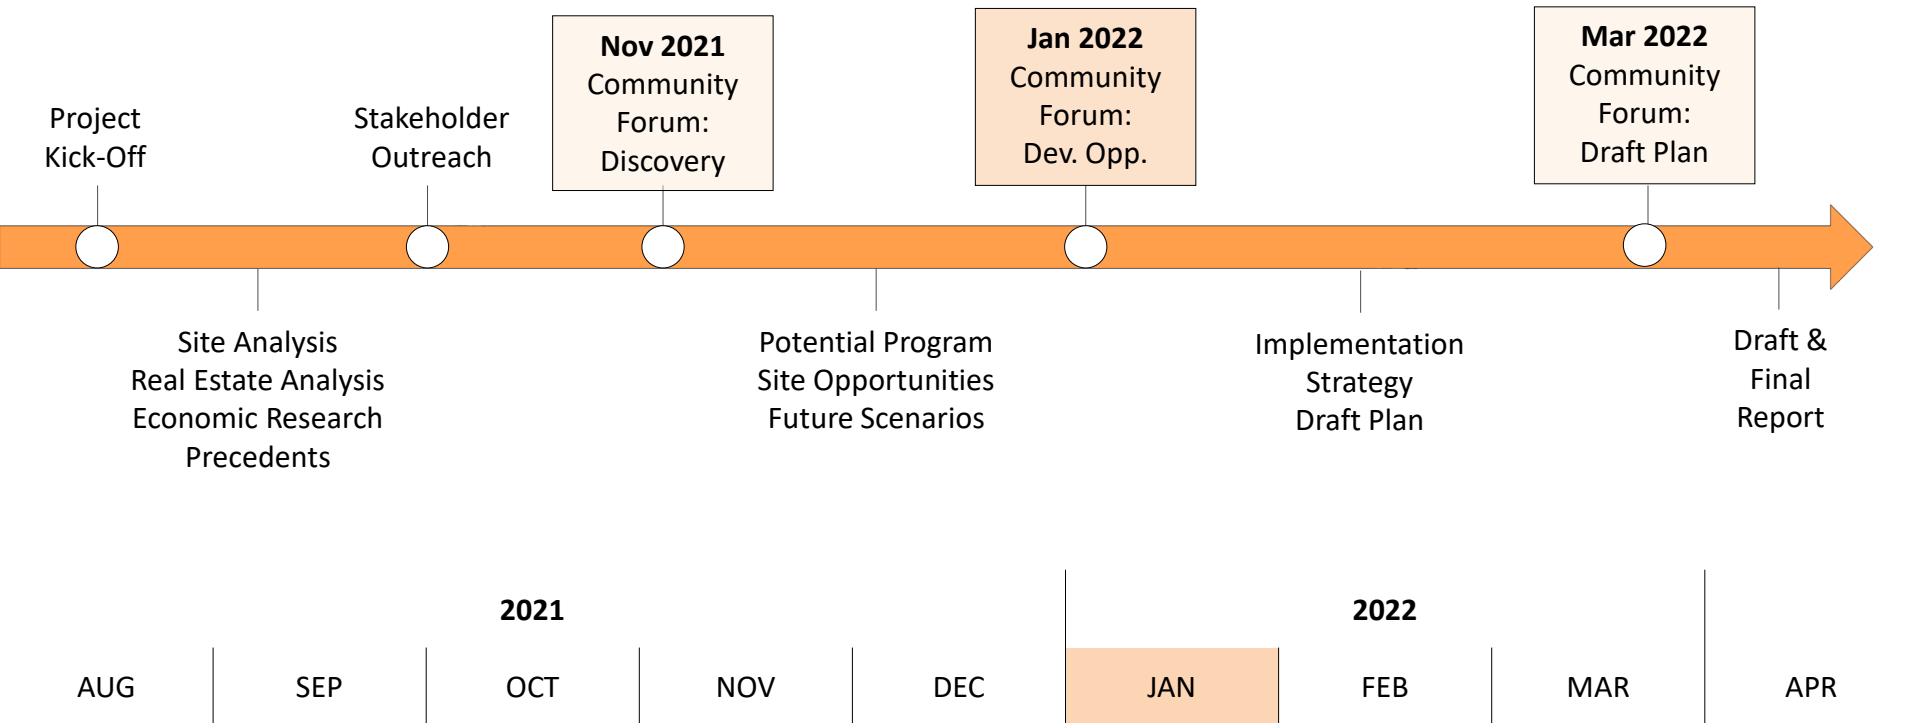 Project
Kick-Off
Stakeholder
Outreach
Nov 2021
Community
Forum:
Discovery
Jan 2022
Community
Forum:
Dev. Opp.
Mar 2022
Community
Forum:
Draft Plan
Site Analysis
Real Estate Analysis
Economic Research
Precedents
Potential Program
Site Opportunities
Future Scenarios
Implementation
Strategy
Draft Plan
Draft &
Final
Report
2021
2022
AUG
SEP
OCT
NOV
DEC
JAN
FEB
MAR
APR